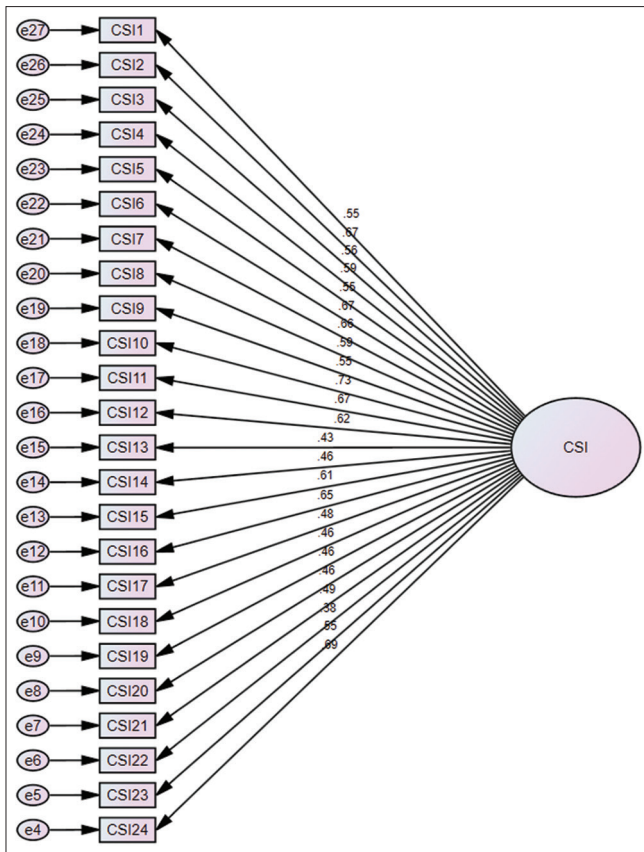 e27 CSI1
e26 CSI2
e25 CSI3
e24 CSI4
e23 CSI5
e22 CSI6
e21 CSI7
e20 CSI8
e19 CSI9
e18 CSI10
e17 CSI11
e16 CSI12
e15 CSI13
e14 CSI14
e13 CSI15
e12 CSI16
e11 CSI17
e10 CSI18
e9 CSI19
e8 CSI20
e7 CSI21
e6 CSI22
e5 CSI23
e4 CSI24
.55
.67
.56
.59
.55
.67
.66
.59
.55
.73
.67
.62
.43
.46
.61
.65
.48
.46
.46
.46
.49
.38
.55
.69
CSI